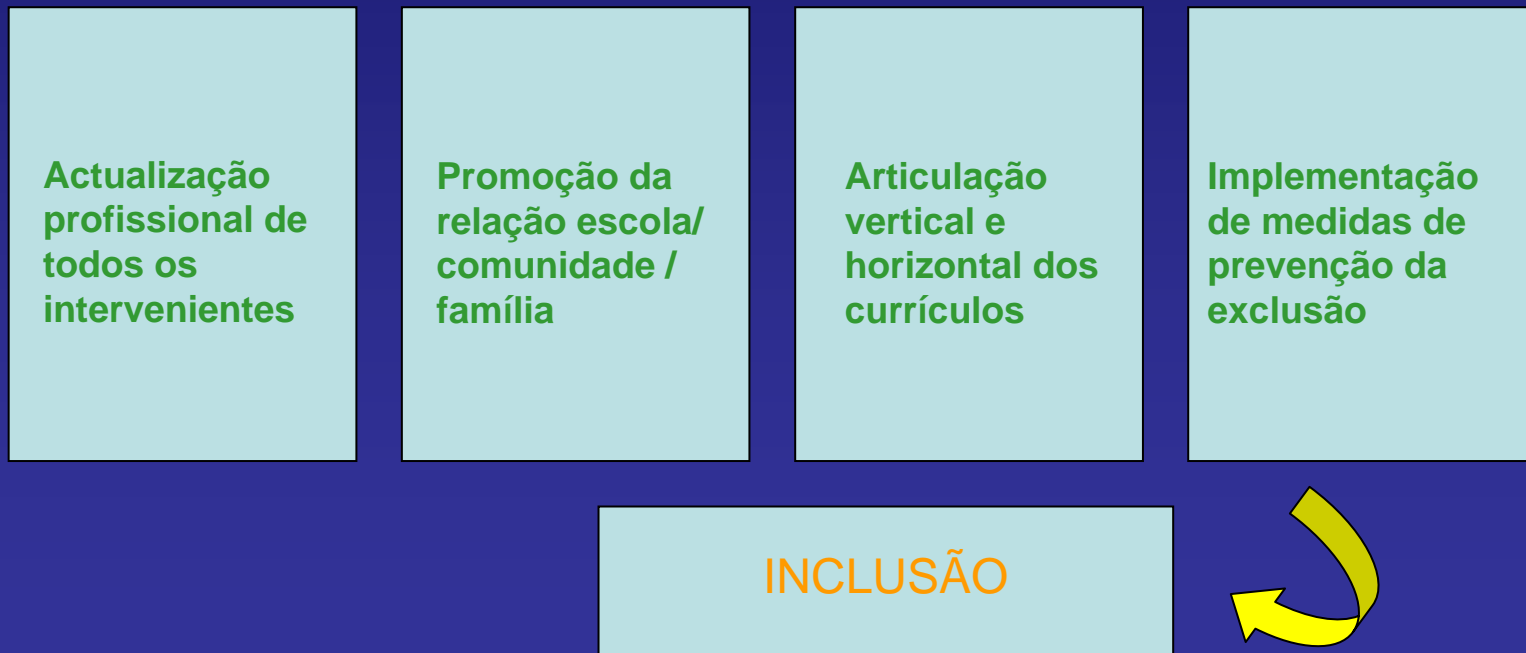 Actualização
profissional de
todos os
intervenientes
Promoção da
relação escola/
comunidade /
família
Articulação
vertical e
horizontal dos
currículos
Implementação
de medidas de
prevenção da
exclusão
INCLUSÃO